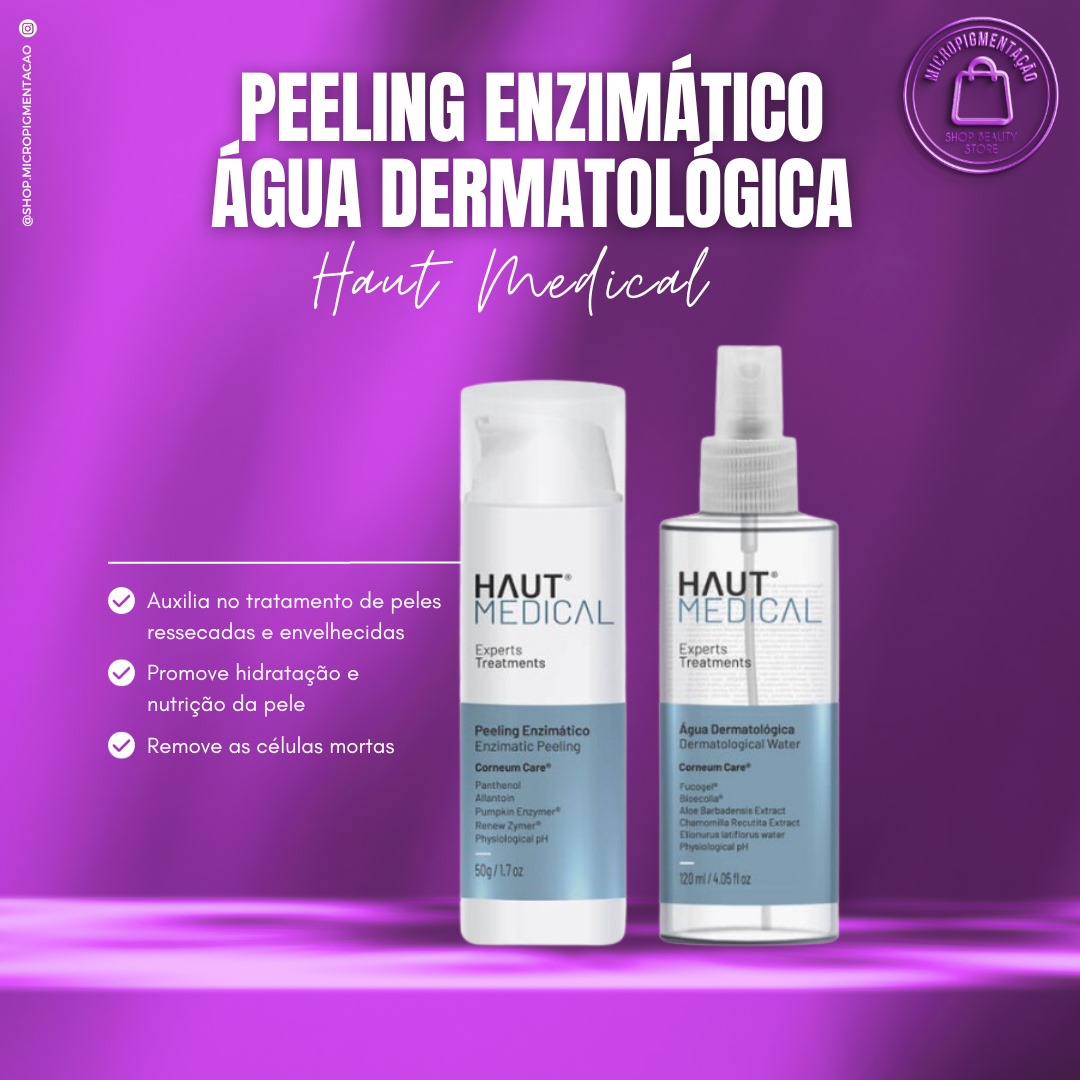 @SHOP.MICROPIGMENTACAO
MICROPIGMENTAÇÃO
SHOP BEAUTY
STORE
PEELING ENZIMÁTICO
ÁGUA DERMATOLÓGICA
Haut Medical
Auxilia no tratamento de peles
ressecadas e envelhecidas
Promove hidratação e
nutrição da pele
Remove as células mortas
HAUT®
MEDICAL
Experts
Treatments
Peeling Enzimático
Enzimatic Peeling
Corneum Care®
Panthenol
Allantoin
Pumpkin Enzymer®
Renew Zymer®
Physiological pH
50g / 1.7 oz
HAUT®
MEDICAL
Experts
Treatments
Água Dermatológica
Dermatological Water
Corneum Care®
Fucogel®
Bioecolia®
Aloe Barbadensis Extract
Chamomilla Recutita Extract
Elionurus latiflorus water
Physiological pH
120 ml / 4.05 fl oz